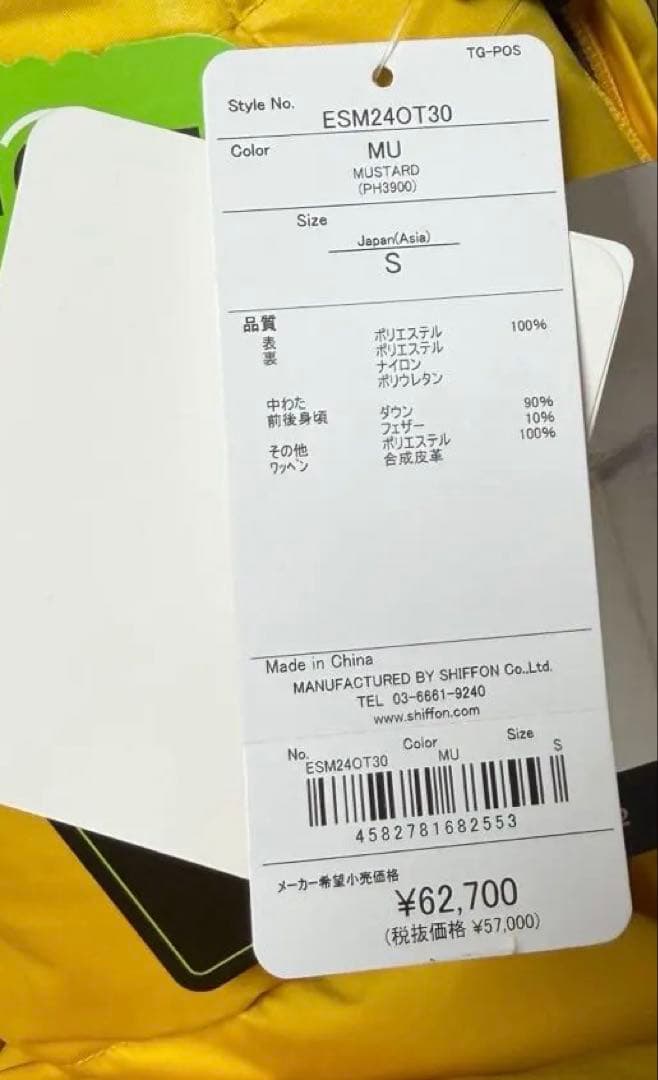 TG-POS
Style No. ESM24OT30
Color MU
MUSTARD
(PH3900)
Size
Japan(Asia)
S
品質
表 ポリエステル 100%
裏 ポリエステル
ナイロン
ポリウレタン
中わた ダウン 90%
前後身頃 フェザー 10%
その他 ポリエステル 100%
ワッペン 合成皮革
Made in China
MANUFACTURED BY SHIFFON Co.,Ltd.
TEL 03-6661-9240
www.shiffon.com
No. Color Size
ESM24OT30 MU S
4582781682553
メーカー希望小売価格
¥62,700
(税抜価格 ¥57,000)